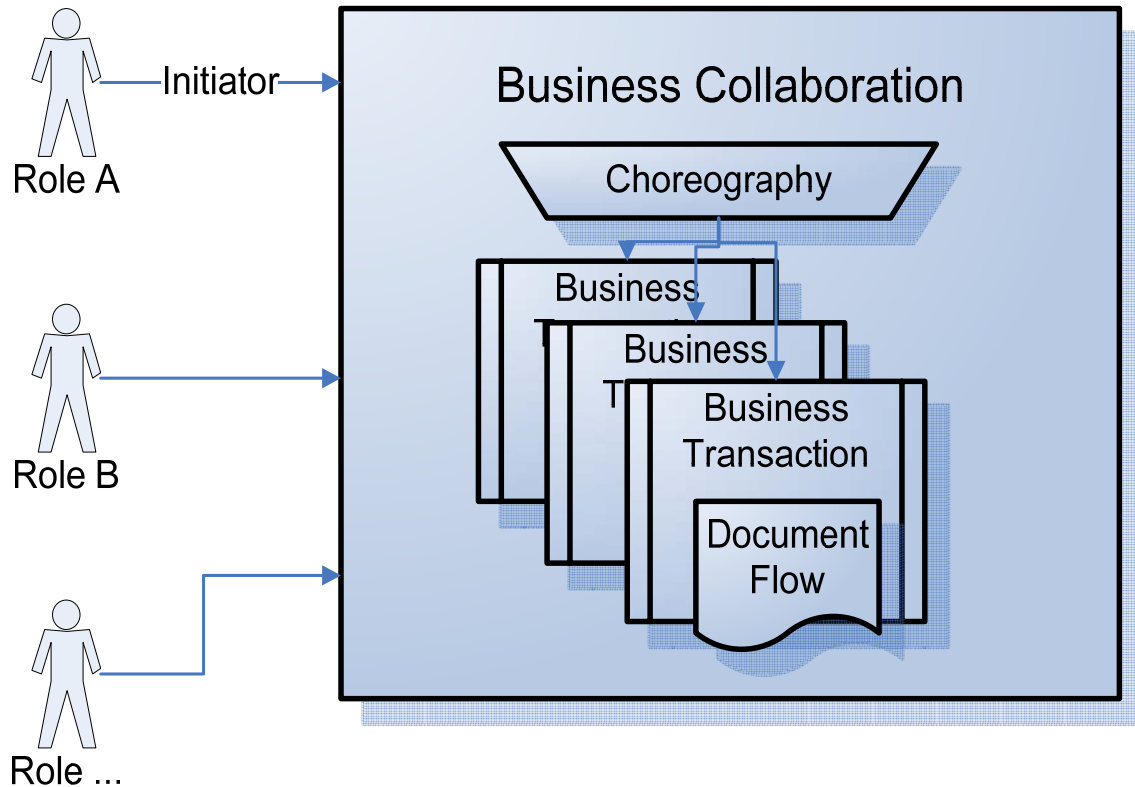 Initiator
Role A
Business Collaboration
Choreography
Business
T
Business
T
Business
Transaction
Document
Flow
Role B
Role ...